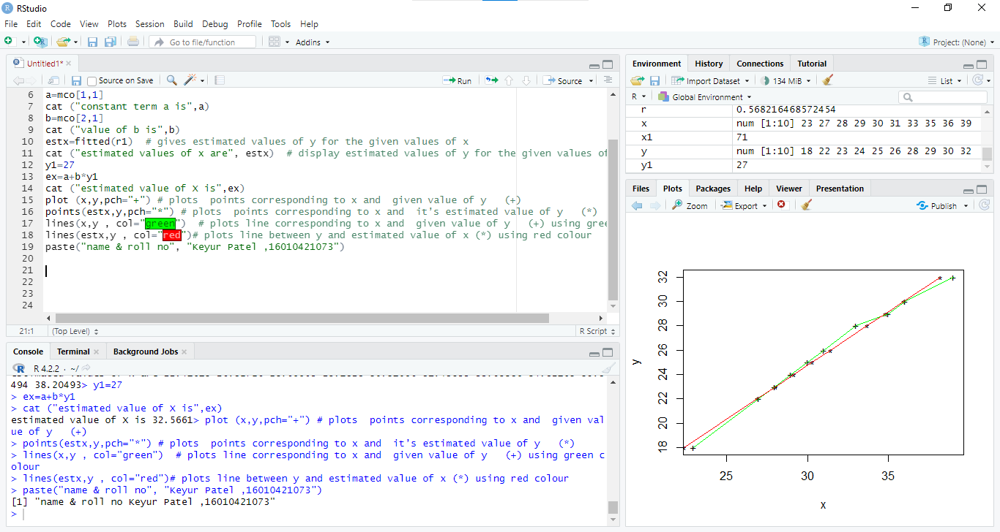 RStudio
File Edit Code View Plots Session Build Debug Profile Tools Help
Go to file/function Addins Project: (None)
Untitled1*
Source on Save Run Source
6 a=mco[1,1]
7 cat ("constant term a is",a)
8 b=mco[2,1]
9 cat ("value of b is",b)
10 estx=fitted(r1) # gives estimated values of y for the given values of x
11 cat ("estimated values of x are", estx) # display estimated values of y for the given values of
12 y1=27
13 ex=a+b*y1
14 cat ("estimated value of X is",ex)
15 plot (x,y,pch="+") # plots points corresponding to x and given value of y (+)
16 points(estx,y,pch="*") # plots points corresponding to x and it's estimated value of y (*)
17 lines(x,y , col="green") # plots line corresponding to x and given value of y (+) using gree
18 lines(estx,y , col="red")# plots line between y and estimated value of x (*) using red colour
19 paste("name & roll no", "Keyur Patel ,16010421073")
20
21
22
23
24
21:1 (Top Level) R Script
Console Terminal Background Jobs
R 4.2.2 · ~/
494 38.20493> y1=27
> ex=a+b*y1
> cat ("estimated value of X is",ex)
estimated value of X is 32.5661> plot (x,y,pch="+") # plots points corresponding to x and given val
ue of y (+)
> points(estx,y,pch="*") # plots points corresponding to x and it's estimated value of y (*)
> lines(x,y , col="green") # plots line corresponding to x and given value of y (+) using green c
olour
> lines(estx,y , col="red")# plots line between y and estimated value of x (*) using red colour
> paste("name & roll no", "Keyur Patel ,16010421073")
[1] "name & roll no Keyur Patel ,16010421073"
>
Environment History Connections Tutorial
Import Dataset 134 MiB List
R Global Environment
r 0.568216468572454
x num [1:10] 23 27 28 29 30 31 33 35 36 39
x1 71
y num [1:10] 18 22 23 24 25 26 28 29 30 32
y1 27
Files Plots Packages Help Viewer Presentation
Zoom Export Publish
32
30
28
26
24
22
20
18
y
25 30 35
x